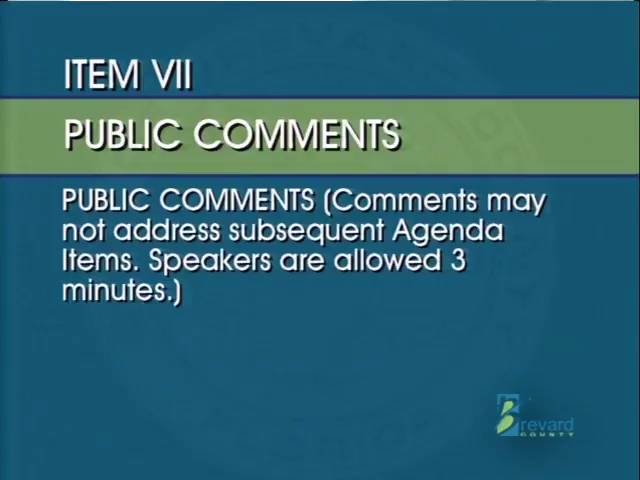 ITEM VII
PUBLIC COMMENTS
PUBLIC COMMENTS (Comments may
not address subsequent Agenda
Items. Speakers are allowed 3
minutes.)
Brevard
COUNTY